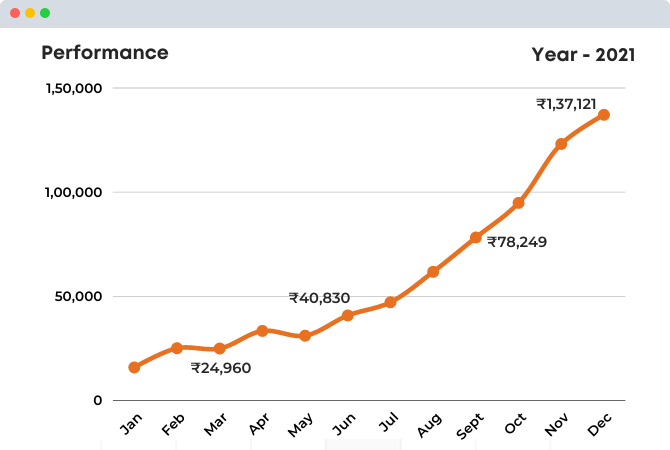 Performance
Year - 2021
1,50,000
₹1,37,121
1,00,000
₹78,249
50,000
₹40,830
₹24,960
0
Jan Feb Mar Apr May Jun Jul Aug Sept Oct Nov Dec